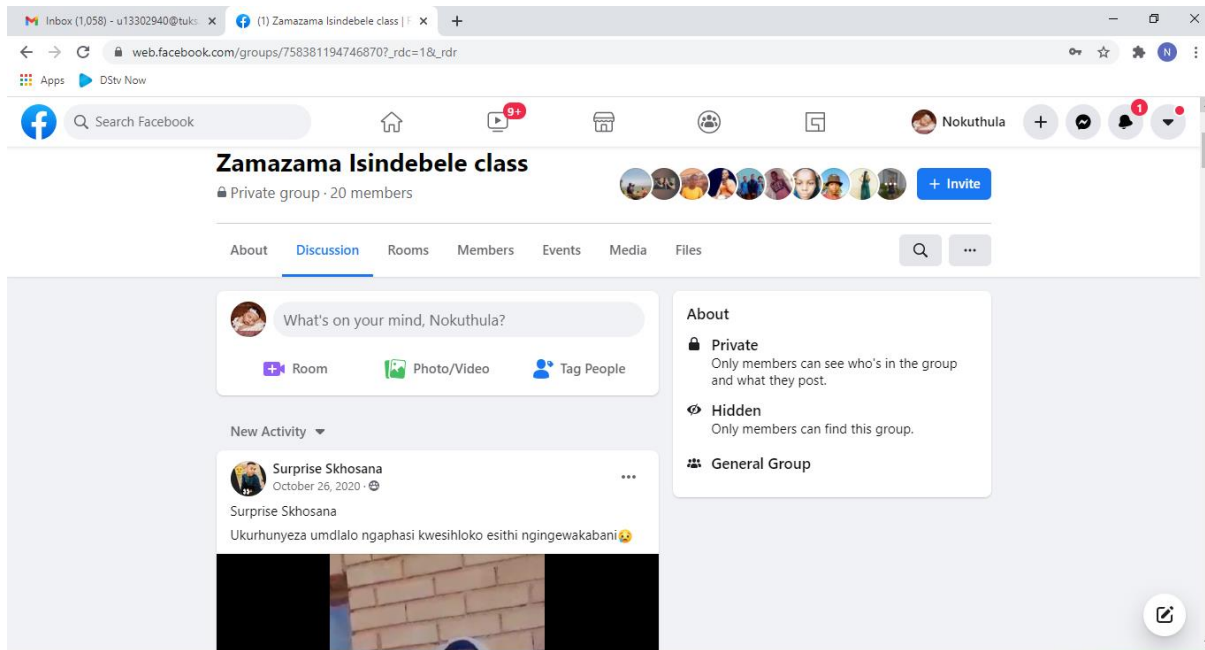 Inbox (1,058) - u13302940@tuks
(1) Zamazama Isindebele class | F
web.facebook.com/groups/758381194746870?_rdc=1&_rdr
N
Apps
DStv Now
Search Facebook
9+
Nokuthula
1
Zamazama Isindebele class
Private group · 20 members
+ Invite
About Discussion Rooms Members Events Media Files
What's on your mind, Nokuthula?
Room Photo/Video Tag People
About
Private
Only members can see who's in the group
and what they post.
Hidden
Only members can find this group.
General Group
New Activity
Surprise Skhosana
October 26, 2020 ·
Surprise Skhosana
Ukurhunyeza umdlalo ngaphasi kwesihloko esithi ngingewakabani😥